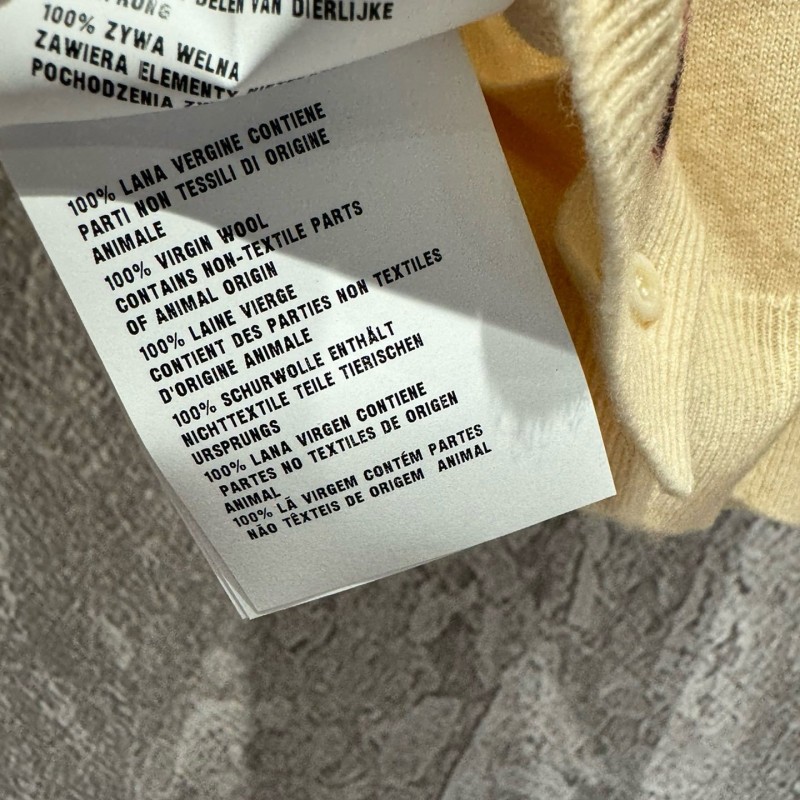 DELEN VAN DIERLIJKE
100% ZYWA WELNA
ZAWIERA ELEMENTY
POCHODZENIA
100% LANA VERGINE CONTIENE
PARTI NON TESSILI DI ORIGINE
ANIMALE
100% VIRGIN WOOL
CONTAINS NON-TEXTILE PARTS
OF ANIMAL ORIGIN
100% LAINE VIERGE
CONTIENT DES PARTIES NON TEXTILES
D'ORIGINE ANIMALE
100% SCHURWOLLE ENTHÄLT
NICHTTEXTILE TEILE TIERISCHEN
URSPRUNGS
100% LANA VIRGEN CONTIENE
PARTES NO TEXTILES DE ORIGEN
ANIMAL
100% LÃ VIRGEM CONTÉM PARTES
NÃO TÊXTEIS DE ORIGEM ANIMAL